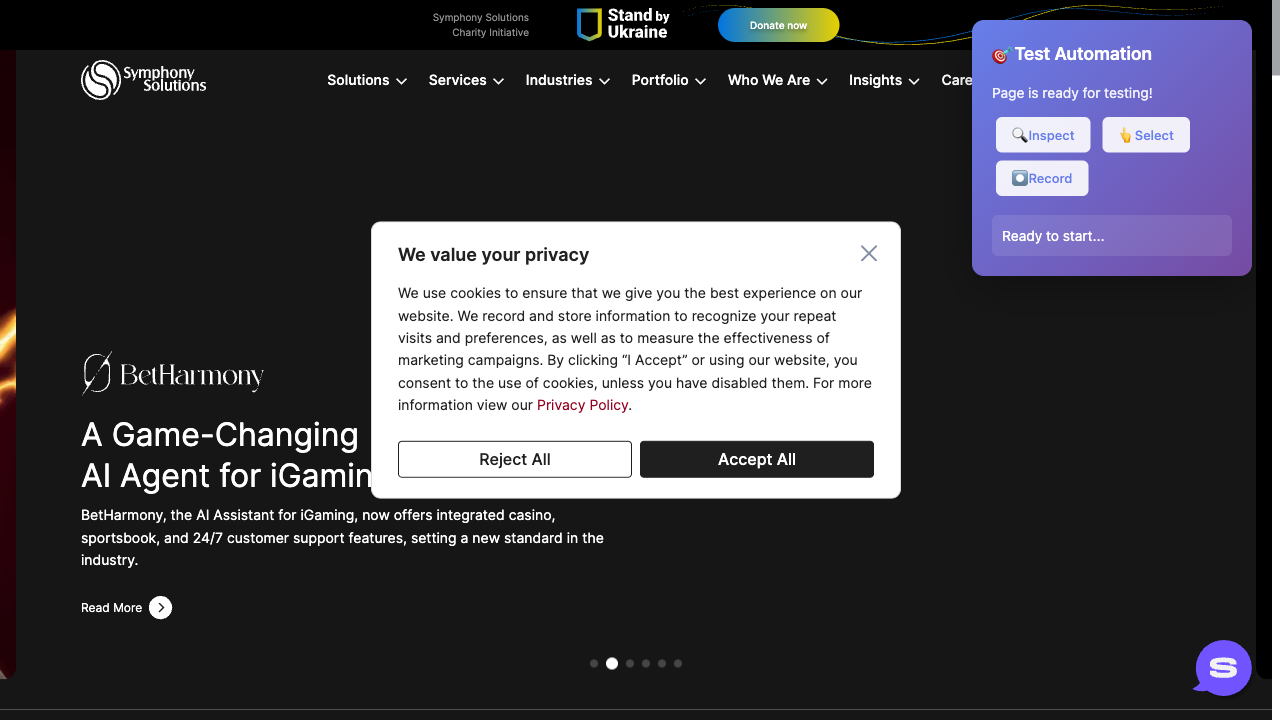 Symphony Solutions
Charity Initiative
Stand by
Ukraine
Donate now
Symphony
Solutions
Solutions
Services
Industries
Portfolio
Who We Are
Insights
Care
Test Automation
Page is ready for testing!
Inspect
Select
Record
Ready to start...
We value your privacy
We use cookies to ensure that we give you the best experience on our
website. We record and store information to recognize your repeat
visits and preferences, as well as to measure the effectiveness of
marketing campaigns. By clicking “I Accept” or using our website, you
consent to the use of cookies, unless you have disabled them. For more
information view our Privacy Policy.
Reject All
Accept All
BetHarmony
A Game-Changing
AI Agent for iGamin
BetHarmony, the AI Assistant for iGaming, now offers integrated casino,
sportsbook, and 24/7 customer support features, setting a new standard in the
industry.
Read More